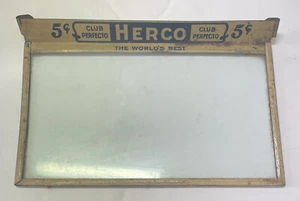 5¢ CLUB PERFECTO HERCO CLUB PERFECTO 5¢
THE WORLD'S BEST